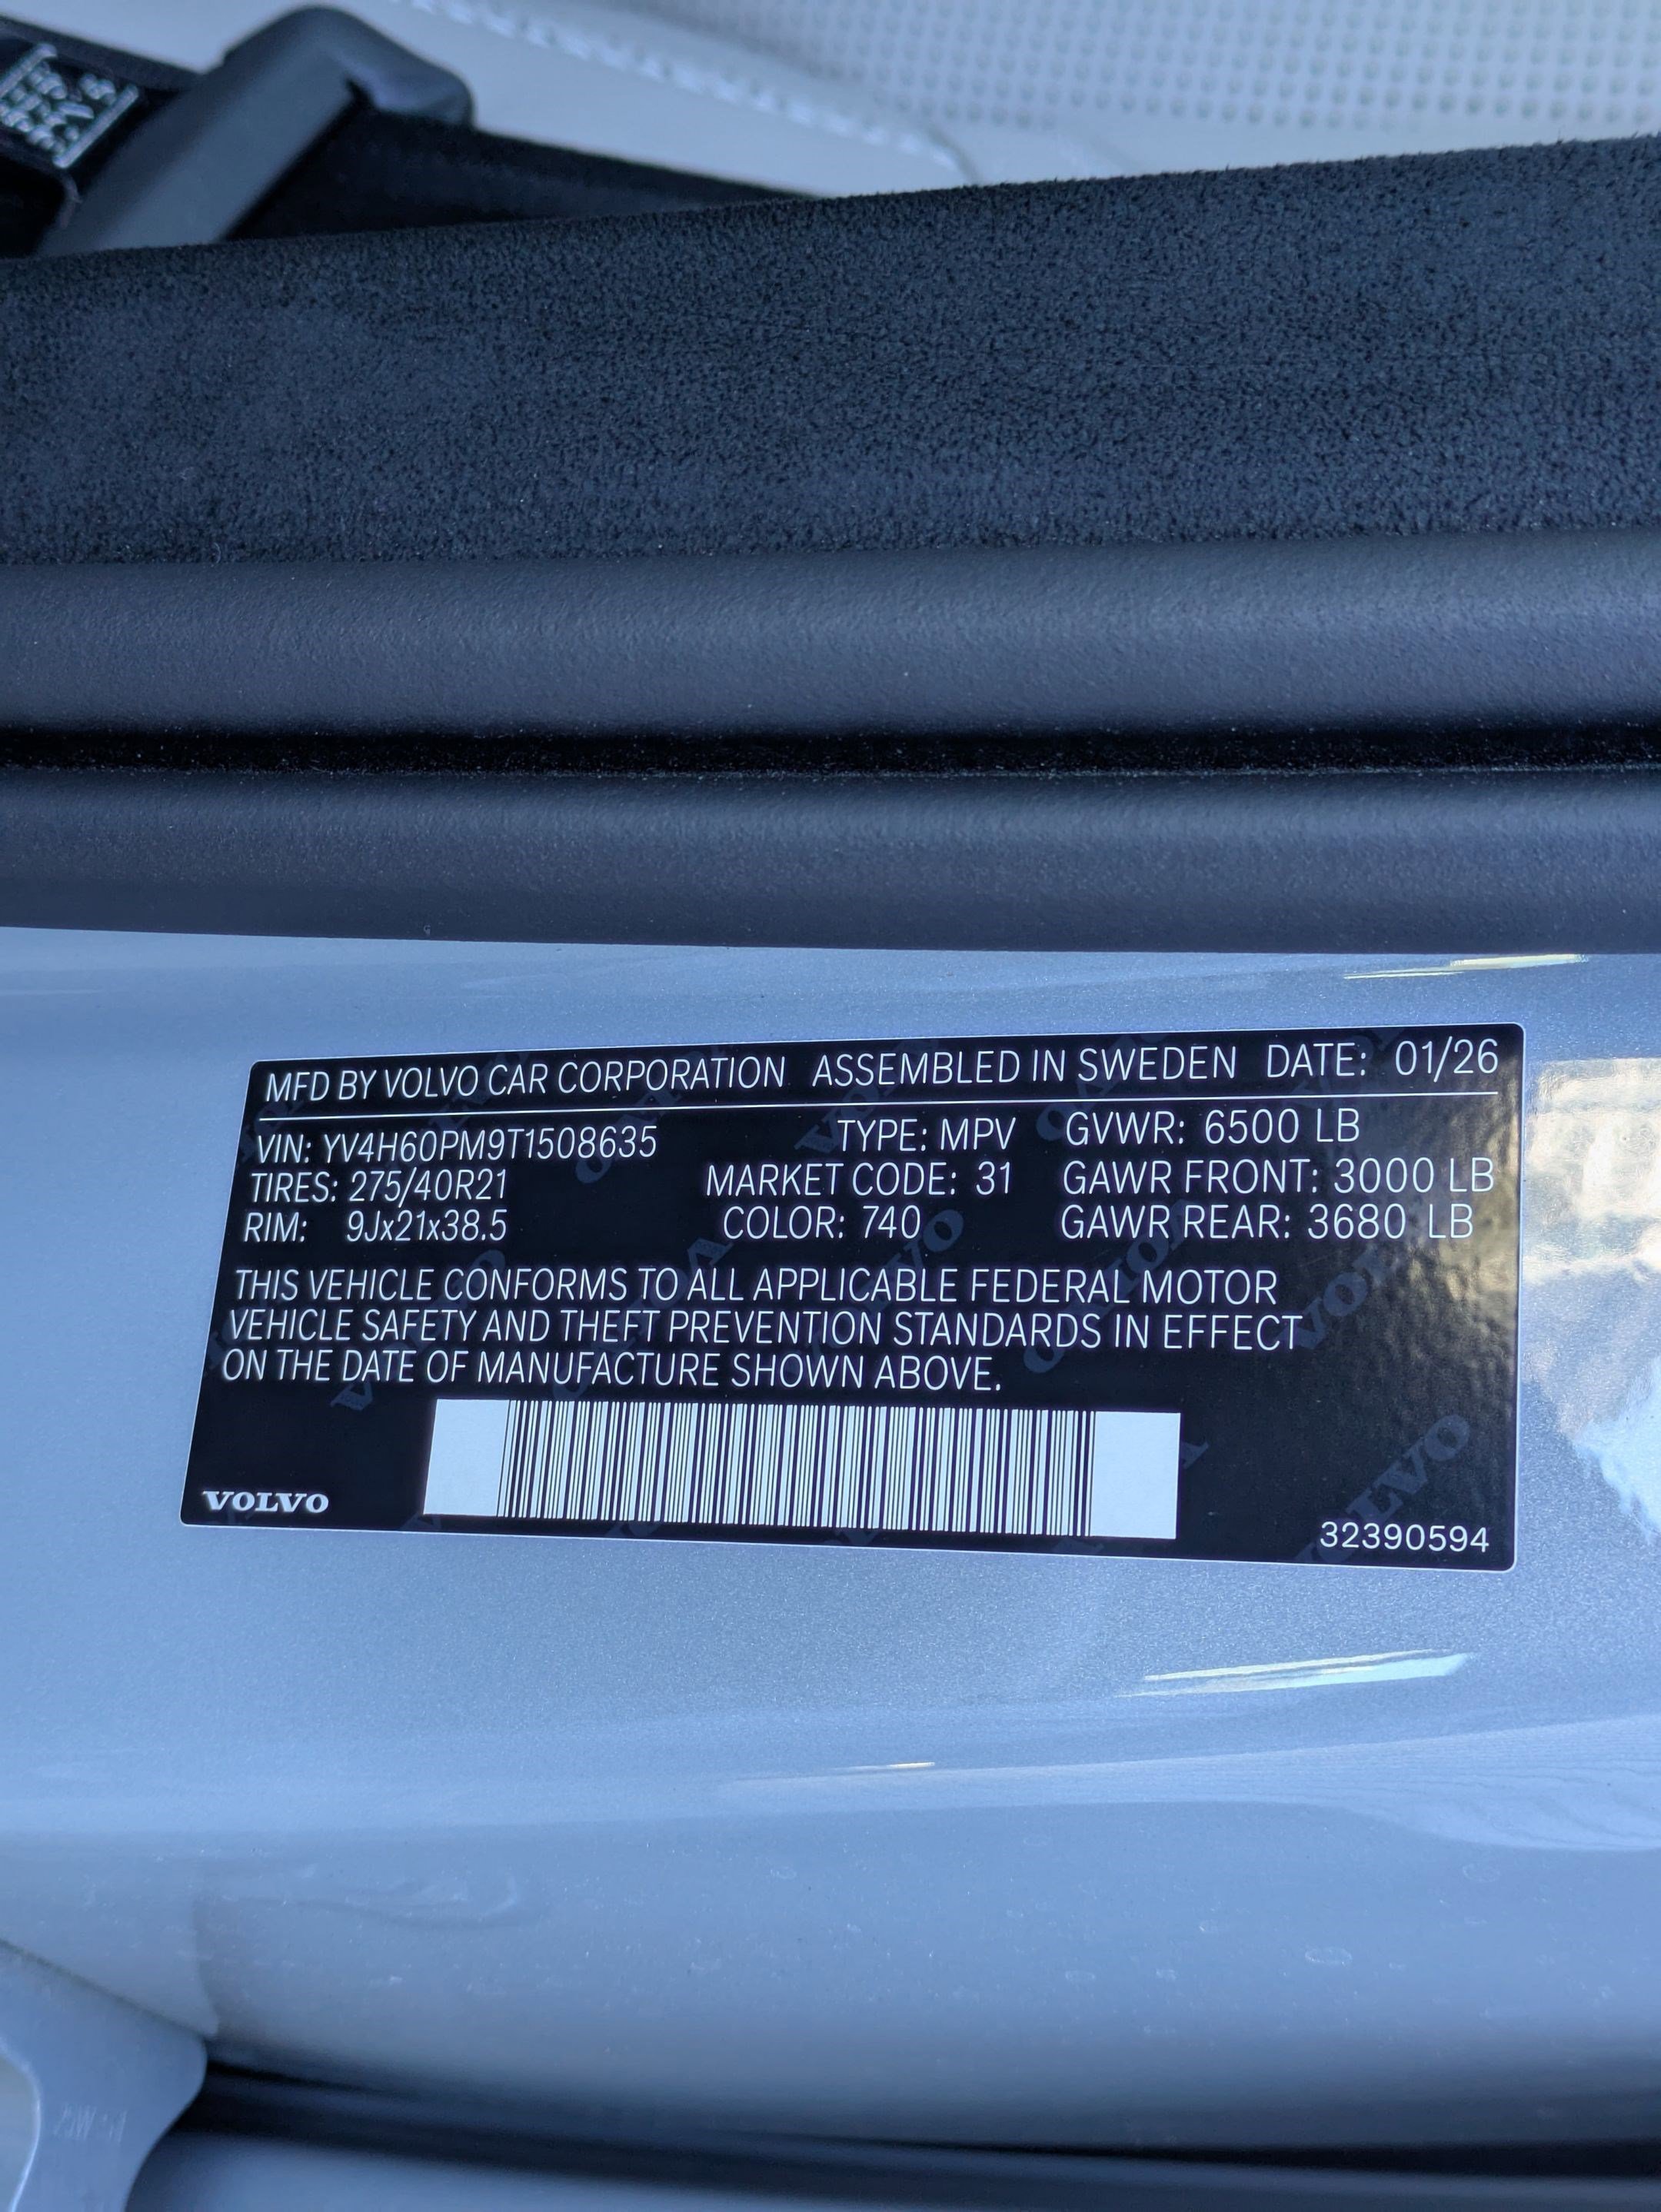 MFD BY VOLVO CAR CORPORATION ASSEMBLED IN SWEDEN DATE: 01/26
VIN: YV4H60PM9T1508635 TYPE: MPV GVWR: 6500 LB
TIRES: 275/40R21 MARKET CODE: 31 GAWR FRONT: 3000 LB
RIM: 9Jx21x38.5 COLOR: 740 GAWR REAR: 3680 LB
THIS VEHICLE CONFORMS TO ALL APPLICABLE FEDERAL MOTOR
VEHICLE SAFETY AND THEFT PREVENTION STANDARDS IN EFFECT
ON THE DATE OF MANUFACTURE SHOWN ABOVE.
VOLVO
32390594